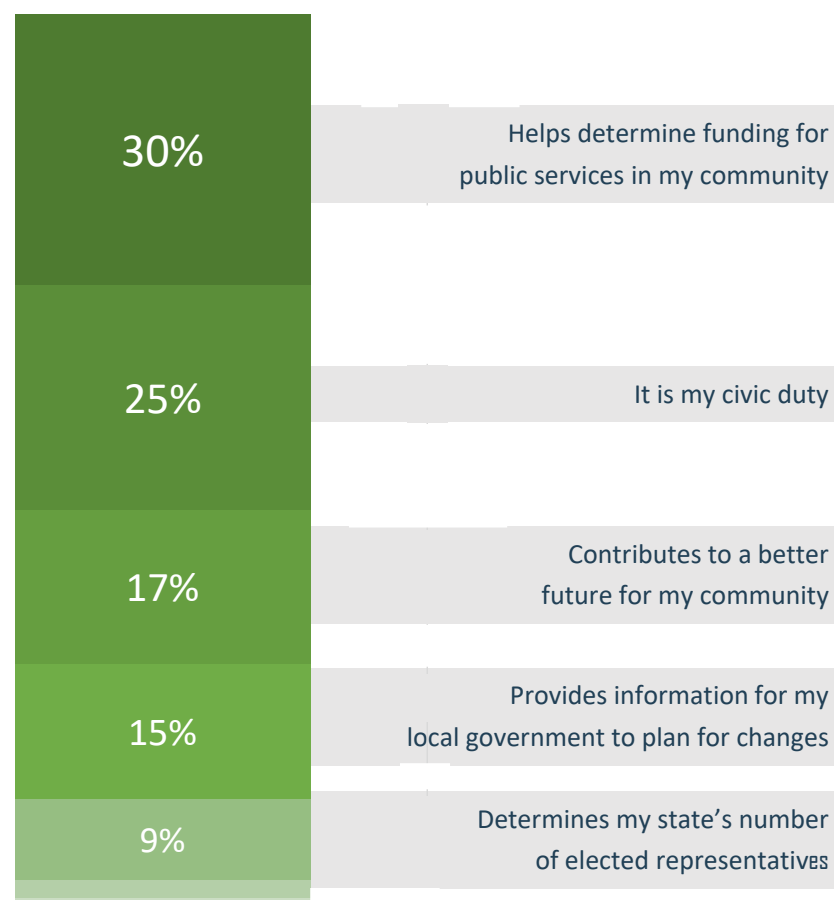 30%
Helps determine funding for
public services in my community
25%
It is my civic duty
17%
Contributes to a better
future for my community
15%
Provides information for my
local government to plan for changes
9%
Determines my state’s number
of elected representatives